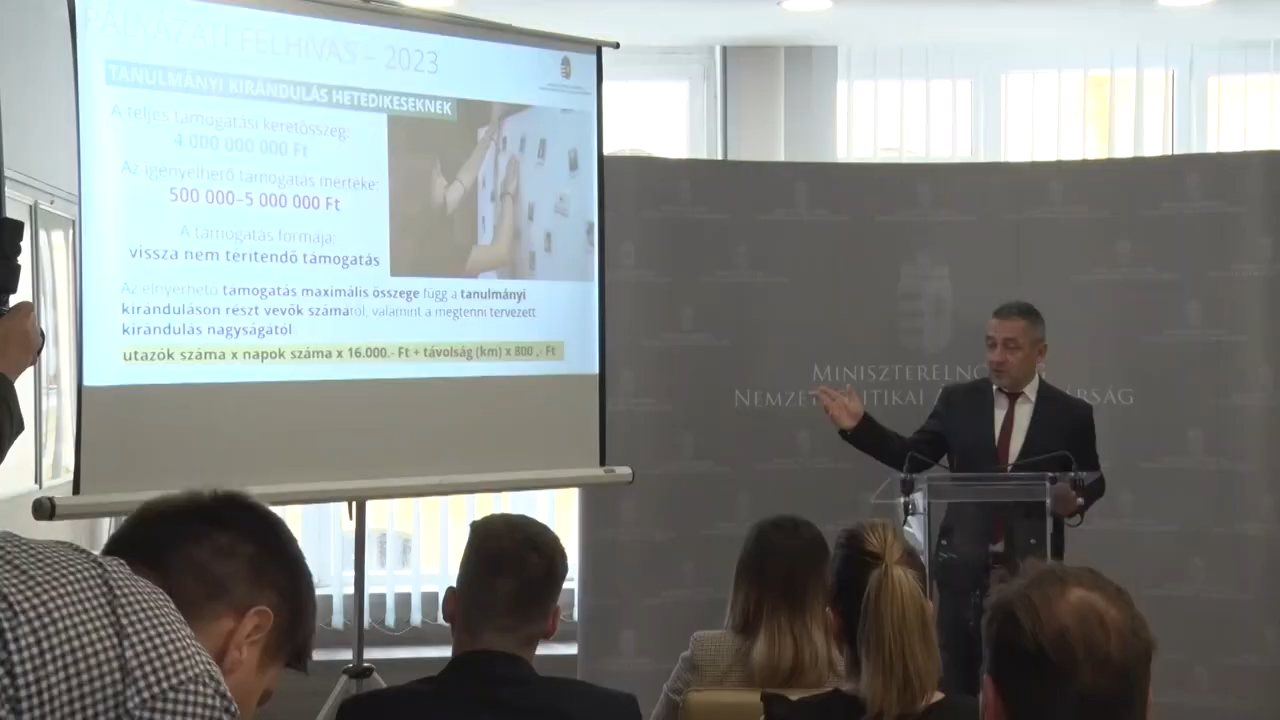 PÁLYÁZATI FELHÍVÁS - 2023
TANULMÁNYI KIRÁNDULÁS HETEDIKESEKNEK
A teljes támogatási keretösszeg:
4 000 000 000 Ft
Az igényelhető támogatás mértéke:
500 000–5 000 000 Ft
A támogatás formája:
vissza nem térítendő támogatás
Az elnyerhető támogatás maximális összege függ a tanulmányi
kiránduláson részt vevők számától, valamint a megtenni tervezett
kirándulás nagyságától
utazók száma x napok száma x 16.000.- Ft + távolság (km) x 800 ,- Ft